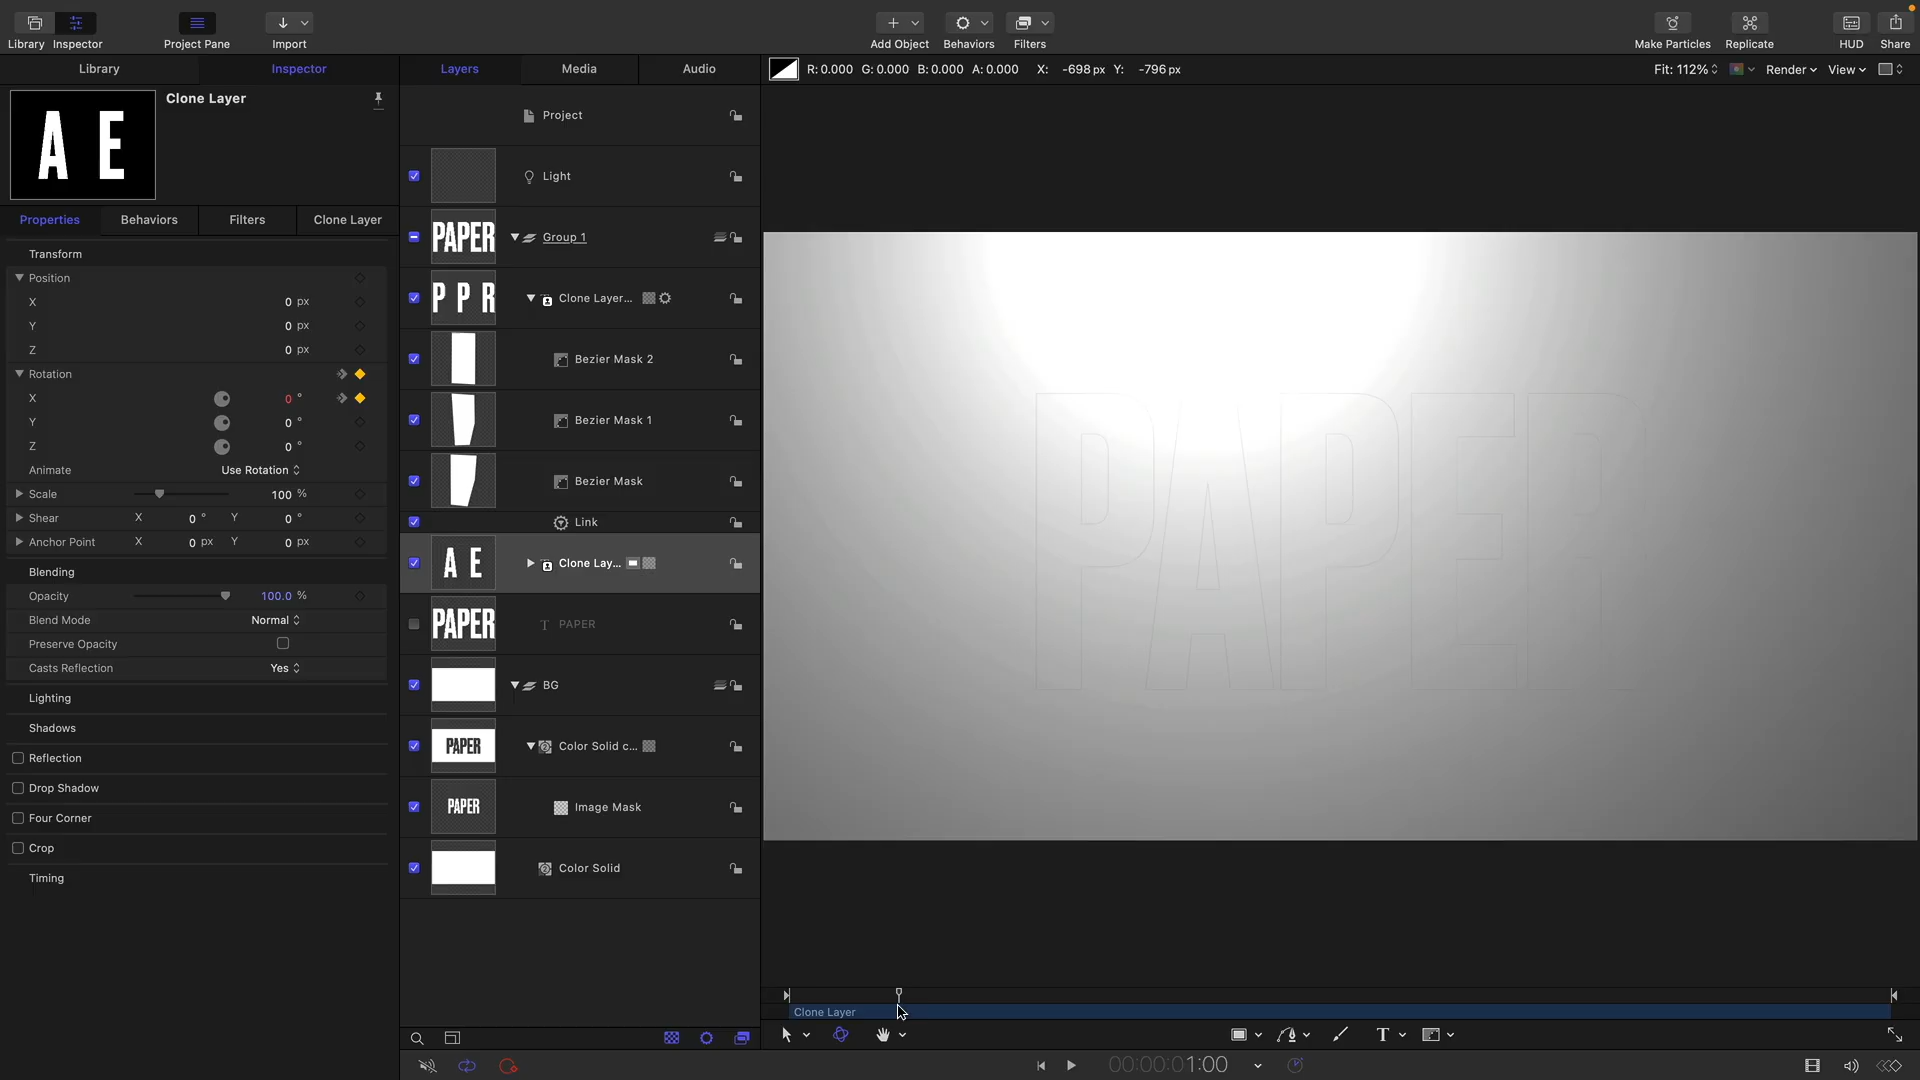 Library
Inspector
Project Pane
Import
Add Object
Behaviors
Filters
Make Particles
Replicate
HUD
Share
Library
Inspector
Layers
Media
Audio
R: 0.000 G: 0.000 B: 0.000 A: 0.000 X: -698 px Y: -796 px
Fit: 112%
Render
View
A E
Clone Layer
Properties
Behaviors
Filters
Clone Layer
Transform
Position
X 0 px
Y 0 px
Z 0 px
Rotation
X 0 °
Y 0 °
Z 0 °
Animate Use Rotation
Scale 100 %
Shear X 0 ° Y 0 °
Anchor Point X 0 px Y 0 px
Blending
Opacity 100.0 %
Blend Mode Normal
Preserve Opacity
Casts Reflection Yes
Lighting
Shadows
Reflection
Drop Shadow
Four Corner
Crop
Timing
Project
Light
PAPER Group 1
P P R Clone Layer...
Bezier Mask 2
Bezier Mask 1
Bezier Mask
Link
A E Clone Lay...
PAPER T PAPER
BG
PAPER Color Solid c...
PAPER Image Mask
Color Solid
PAPER
Clone Layer
T
00:00:01:00